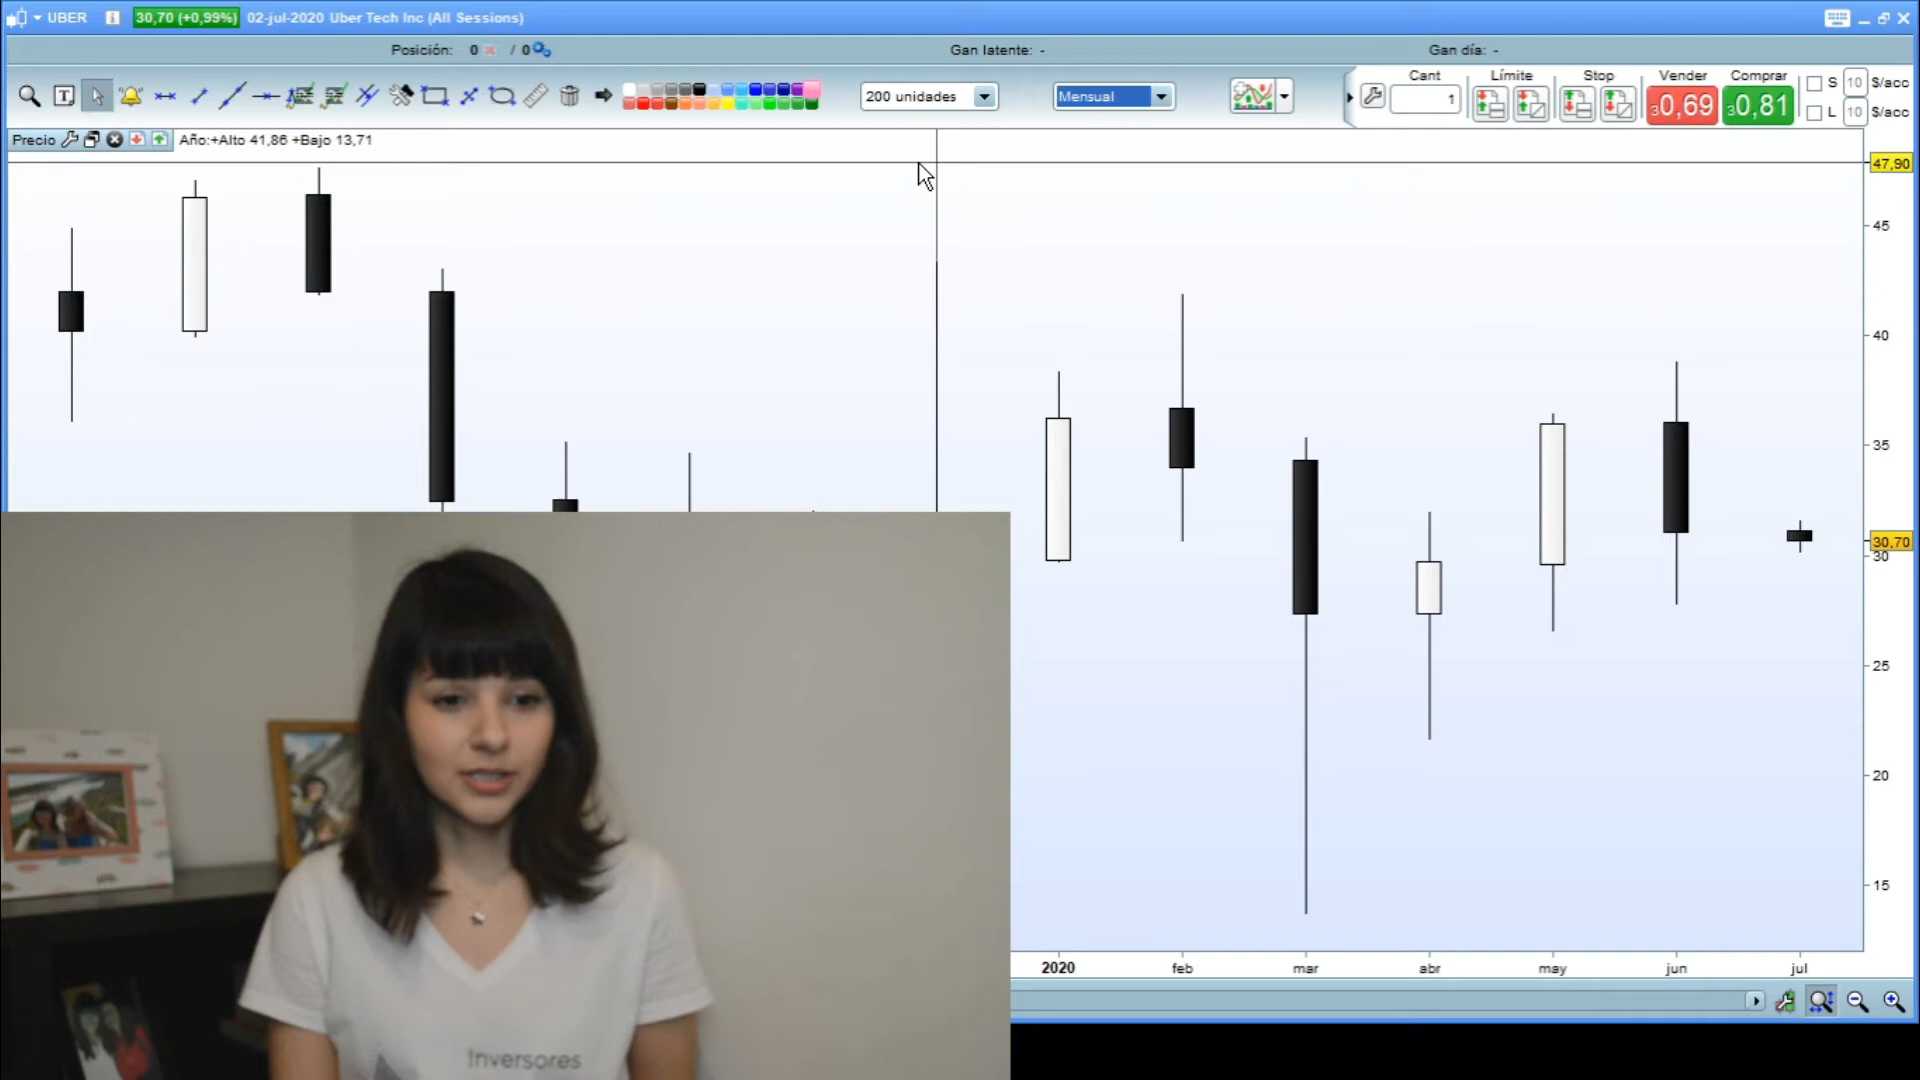 UBER 30,70 (+0,99%) 02-jul-2020 Uber Tech Inc (All Sessions)
Posición: 0 / 0 Gan latente: - Gan día: -
Cant Límite Stop Vender Comprar
200 unidades Mensual 1 30,69 30,81
S 10 $/acc
L 10 $/acc
Precio Año:+Alto 41,86 +Bajo 13,71
47,90
45
40
35
30,70
30
25
20
15
2020 feb mar abr may jun jul
Inversores